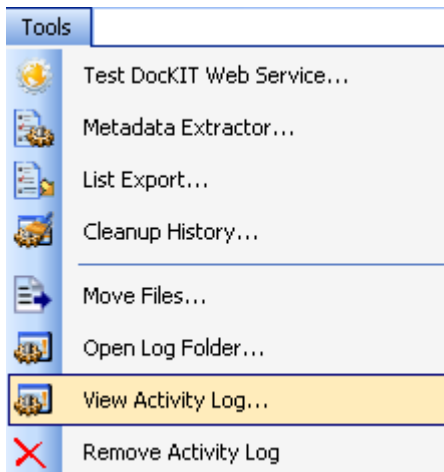 Tools
Test DocKIT Web Service...
Metadata Extractor...
List Export...
Cleanup History...
Move Files...
Open Log Folder...
View Activity Log...
Remove Activity Log